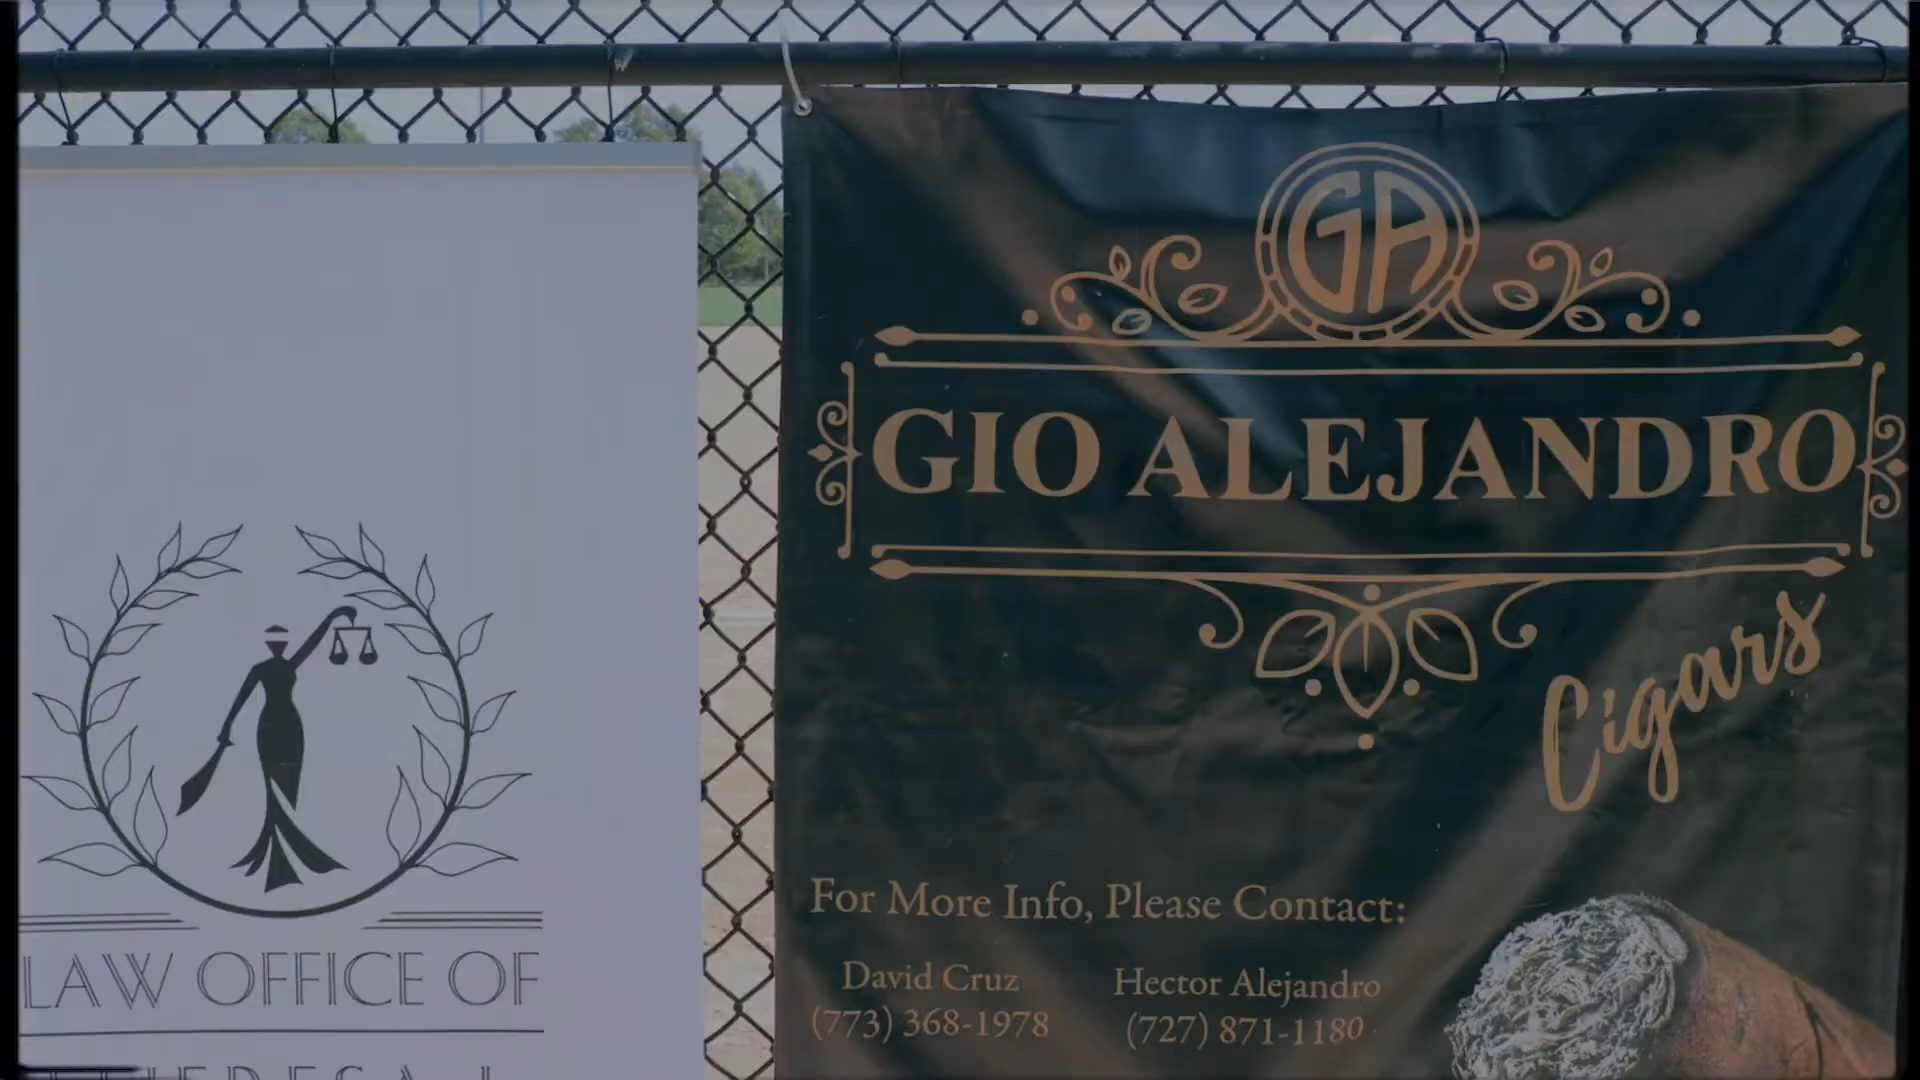 LAW OFFICE OF
THERESA J.
GA
GIO ALEJANDRO
Cigars
For More Info, Please Contact:
David Cruz
(773) 368-1978
Hector Alejandro
(727) 871-1180